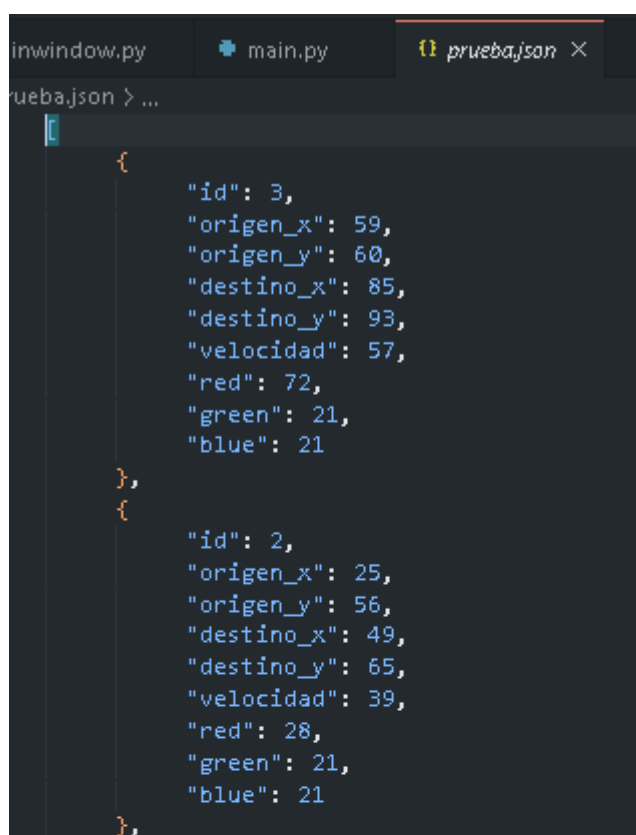 inwindow.py main.py prueba.json ×
rueba.json > ...
[
{
"id": 3,
"origen_x": 59,
"origen_y": 60,
"destino_x": 85,
"destino_y": 93,
"velocidad": 57,
"red": 72,
"green": 21,
"blue": 21
},
{
"id": 2,
"origen_x": 25,
"origen_y": 56,
"destino_x": 49,
"destino_y": 65,
"velocidad": 39,
"red": 28,
"green": 21,
"blue": 21
},